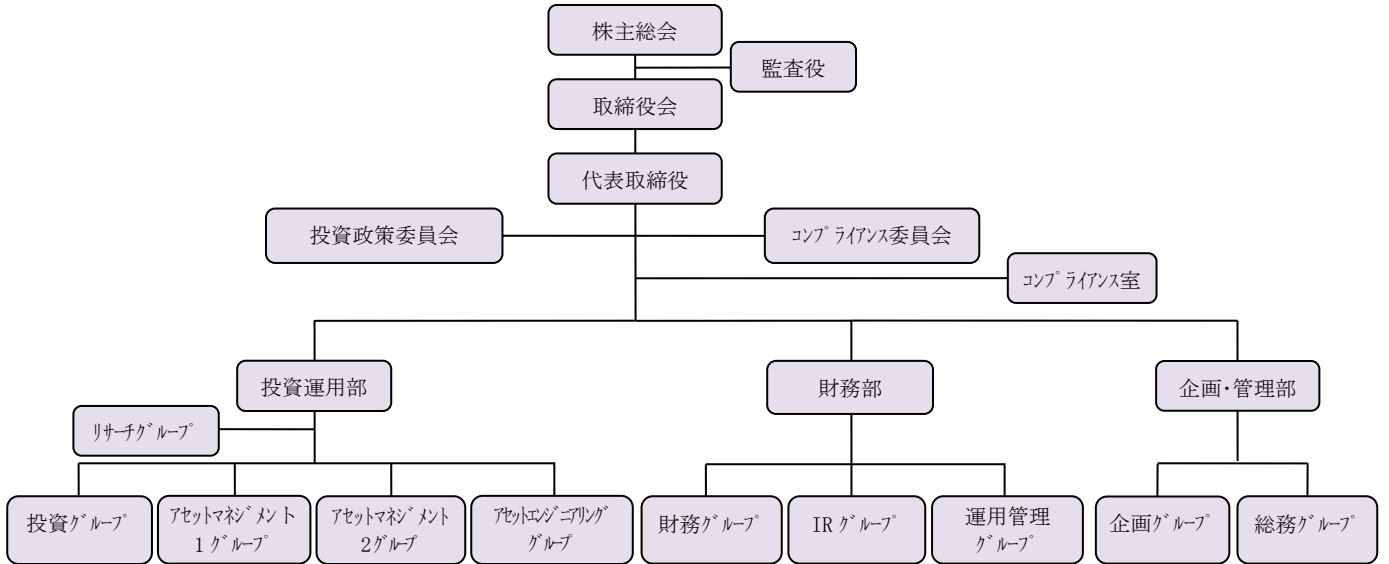 株主総会
監査役
取締役会
代表取締役
投資政策委員会
コンプライアンス委員会
コンプライアンス室
投資運用部
財務部
企画・管理部
リサーチグループ
投資グループ
アセットマネジメント
1グループ
アセットマネジメント
2グループ
アセットエンジニアリング
グループ
財務グループ
IRグループ
運用管理
グループ
企画グループ
総務グループ